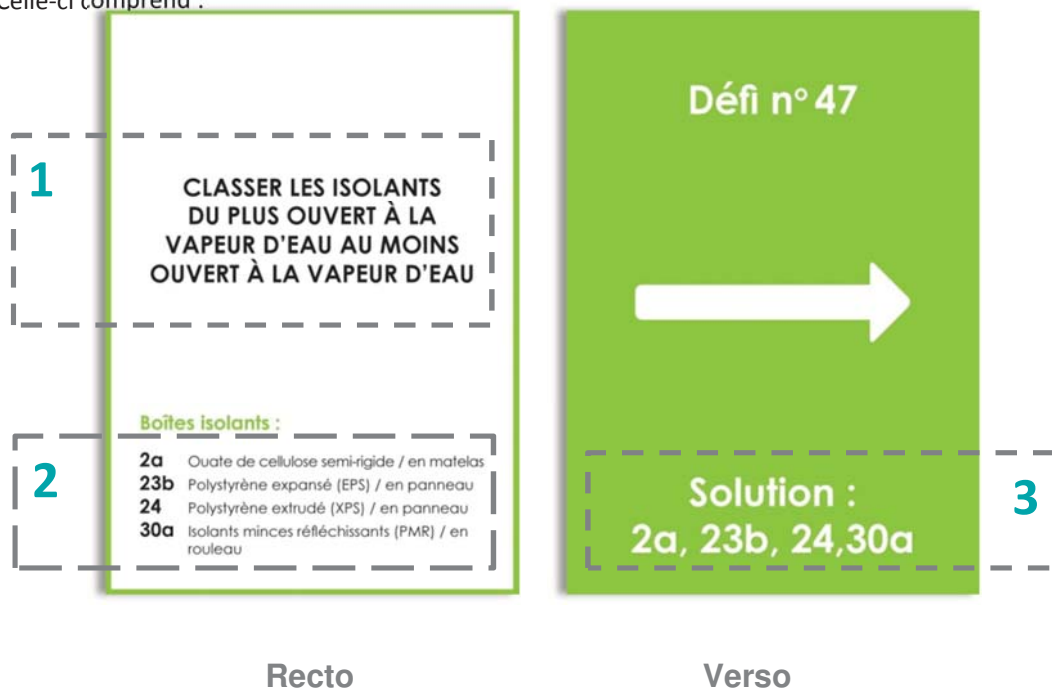 Celle-ci comprend :
1
CLASSER LES ISOLANTS
DU PLUS OUVERT À LA
VAPEUR D'EAU AU MOINS
OUVERT À LA VAPEUR D'EAU
Boîtes isolants :
2
2a Ouate de cellulose semi-rigide / en matelas
23b Polystyrène expansé (EPS) / en panneau
24 Polystyrène extrudé (XPS) / en panneau
30a Isolants minces réfléchissants (PMR) / en
rouleau
Recto
Défi n° 47
Solution :
2a, 23b, 24,30a
3
Verso